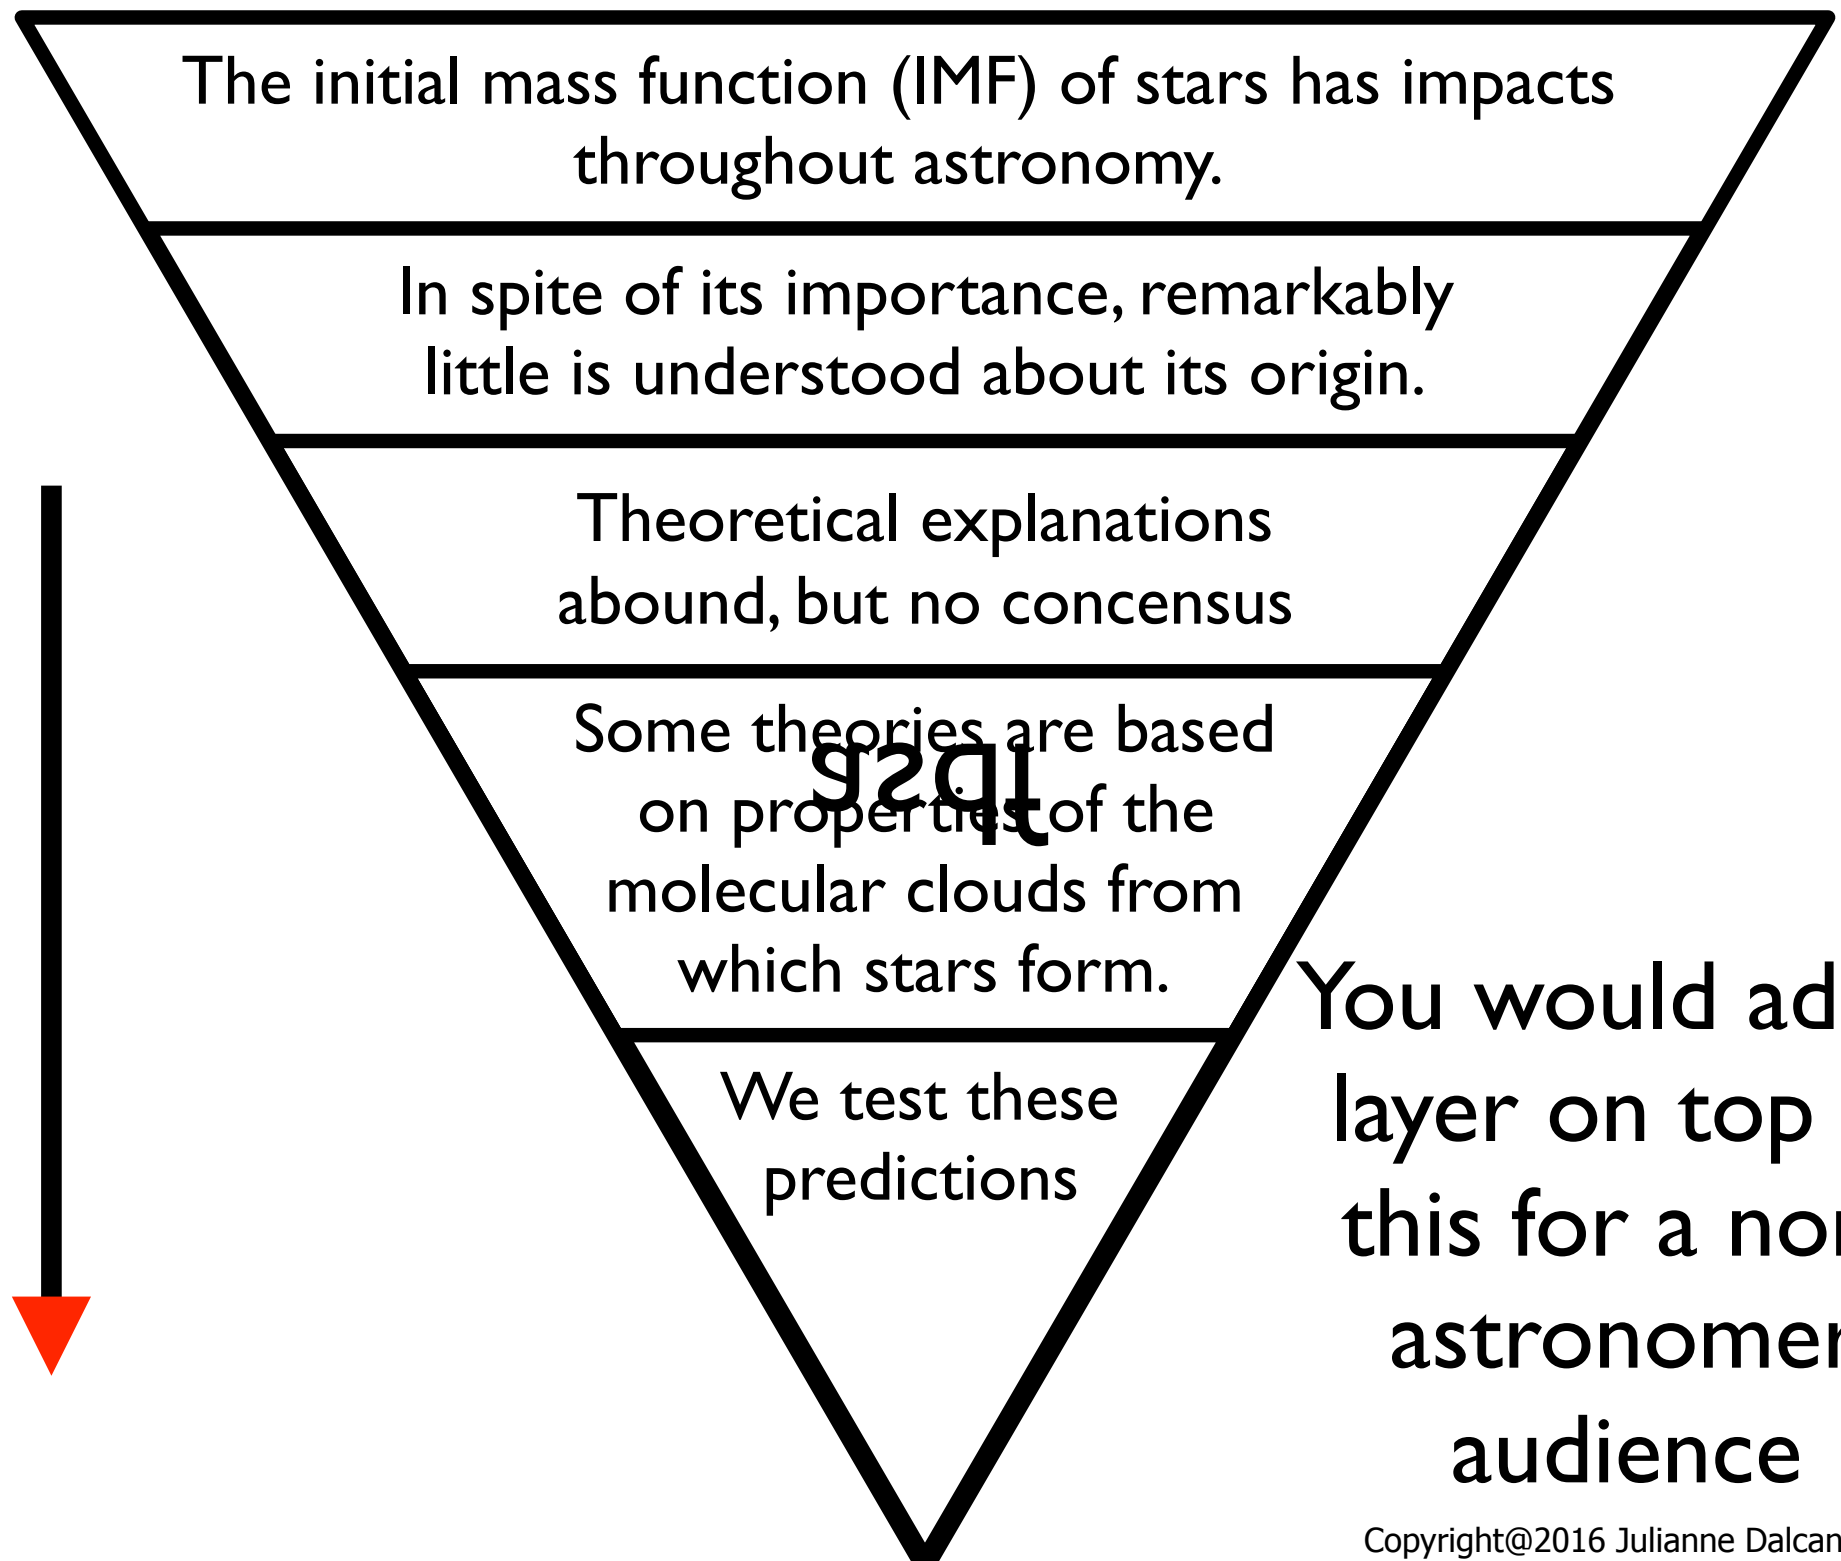 The initial mass function (IMF) of stars has impacts
throughout astronomy.
In spite of its importance, remarkably
little is understood about its origin.
Theoretical explanations
abound, but no concensus
Some theories are based
asdf
on properties of the
molecular clouds from
which stars form.
We test these
predictions
You would ad
layer on top
this for a
astronomer
audience
Copyright@2016 Julianne Dalcan